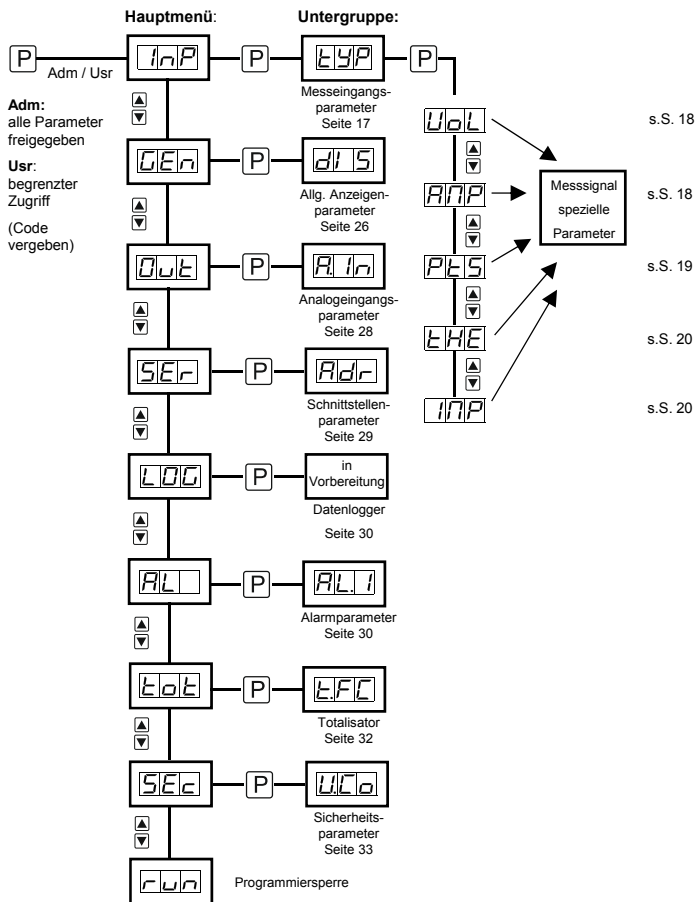 Hauptmenü: Untergruppe:
P Adm / Usr InP P tYP P
Messeingangs-
parameter
Seite 17
Adm:
alle Parameter
freigegeben
Usr:
begrenzter
Zugriff
(Code
vergeben)
UoL s.S. 18
AMP s.S. 18
PtS s.S. 19
tHE s.S. 20
IMP s.S. 20
Messsignal
spezielle
Parameter
GEn P dIS
Allg. Anzeigen-
parameter
Seite 26
Out P A.In
Analogeingangs-
parameter
Seite 28
SEr P Adr
Schnittstellen-
parameter
Seite 29
LOG P in
Vorbereitung
Datenlogger
Seite 30
AL P AL.1
Alarmparameter
Seite 30
tot P t.FC
Totalisator
Seite 32
SEc P U.Co
Sicherheits-
parameter
Seite 33
run Programmiersperre